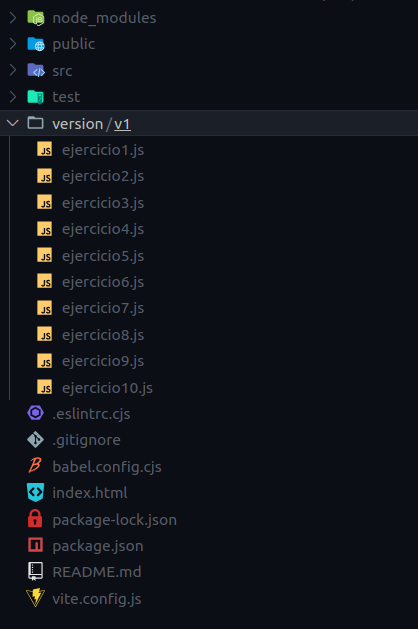 node_modules
public
src
test
version/v1
JS ejercicio1.js
JS ejercicio2.js
JS ejercicio3.js
JS ejercicio4.js
JS ejercicio5.js
JS ejercicio6.js
JS ejercicio7.js
JS ejercicio8.js
JS ejercicio9.js
JS ejercicio10.js
.eslintrc.cjs
.gitignore
babel.config.cjs
index.html
package-lock.json
package.json
README.md
vite.config.js